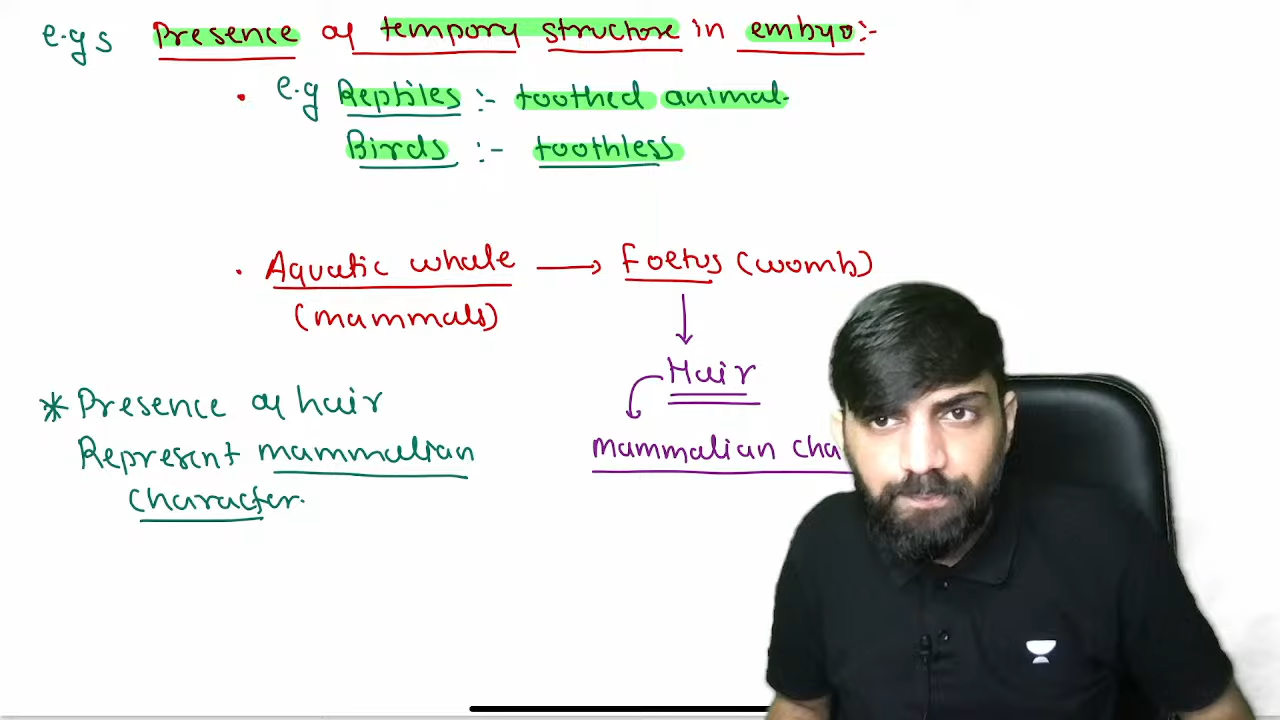 e.g s Presence of tempory structure in embyo:-
• e.g Reptiles :- toothed animal.
Birds :- toothless
• Aquatic whale → Foetus (womb)
(mammals)
Hair
* Presence of hair
Represent mammalian
character.
mammalian cha